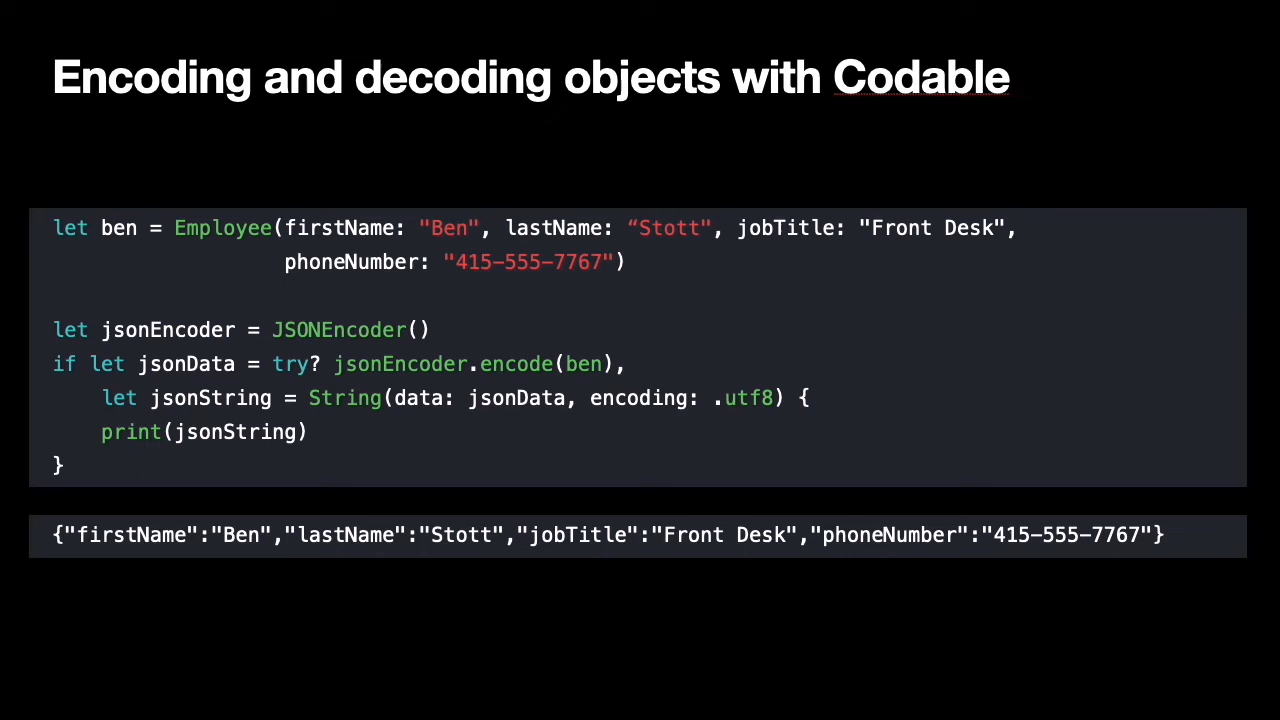 Encoding and decoding objects with Codable
let ben = Employee(firstName: "Ben", lastName: “Stott", jobTitle: "Front Desk",
phoneNumber: "415-555-7767")
let jsonEncoder = JSONEncoder()
if let jsonData = try? jsonEncoder.encode(ben),
let jsonString = String(data: jsonData, encoding: .utf8) {
print(jsonString)
}
{"firstName":"Ben","lastName":"Stott","jobTitle":"Front Desk","phoneNumber":"415-555-7767"}